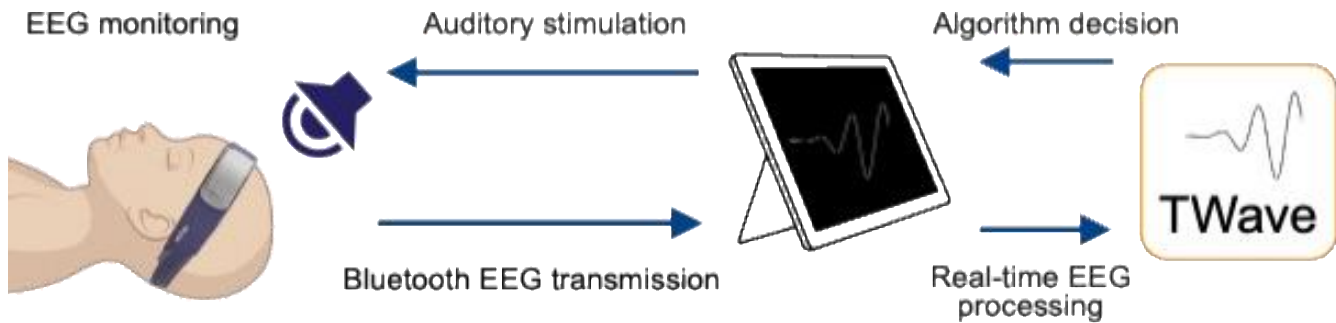 EEG monitoring
Auditory stimulation
Algorithm decision
TWave
Bluetooth EEG transmission
Real-time EEG
processing